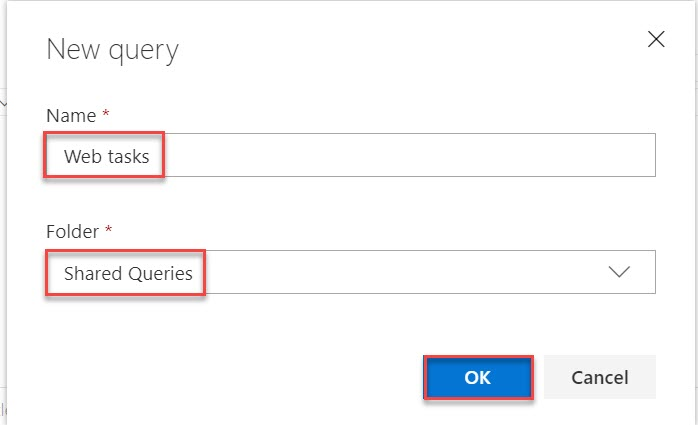 New query
Name *
Web tasks
Folder *
Shared Queries
OK Cancel